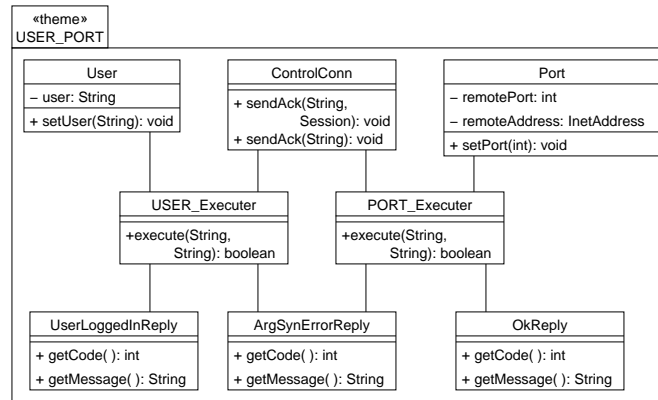 «theme»
USER_PORT
User
– user: String
+ setUser(String): void
ControlConn
+ sendAck(String,
Session): void
+ sendAck(String): void
Port
– remotePort: int
– remoteAddress: InetAddress
+ setPort(int): void
USER_Executer
+execute(String,
String): boolean
PORT_Executer
+execute(String,
String): boolean
UserLoggedInReply
+ getCode( ): int
+ getMessage( ): String
ArgSynErrorReply
+ getCode( ): int
+ getMessage( ): String
OkReply
+ getCode( ): int
+ getMessage( ): String